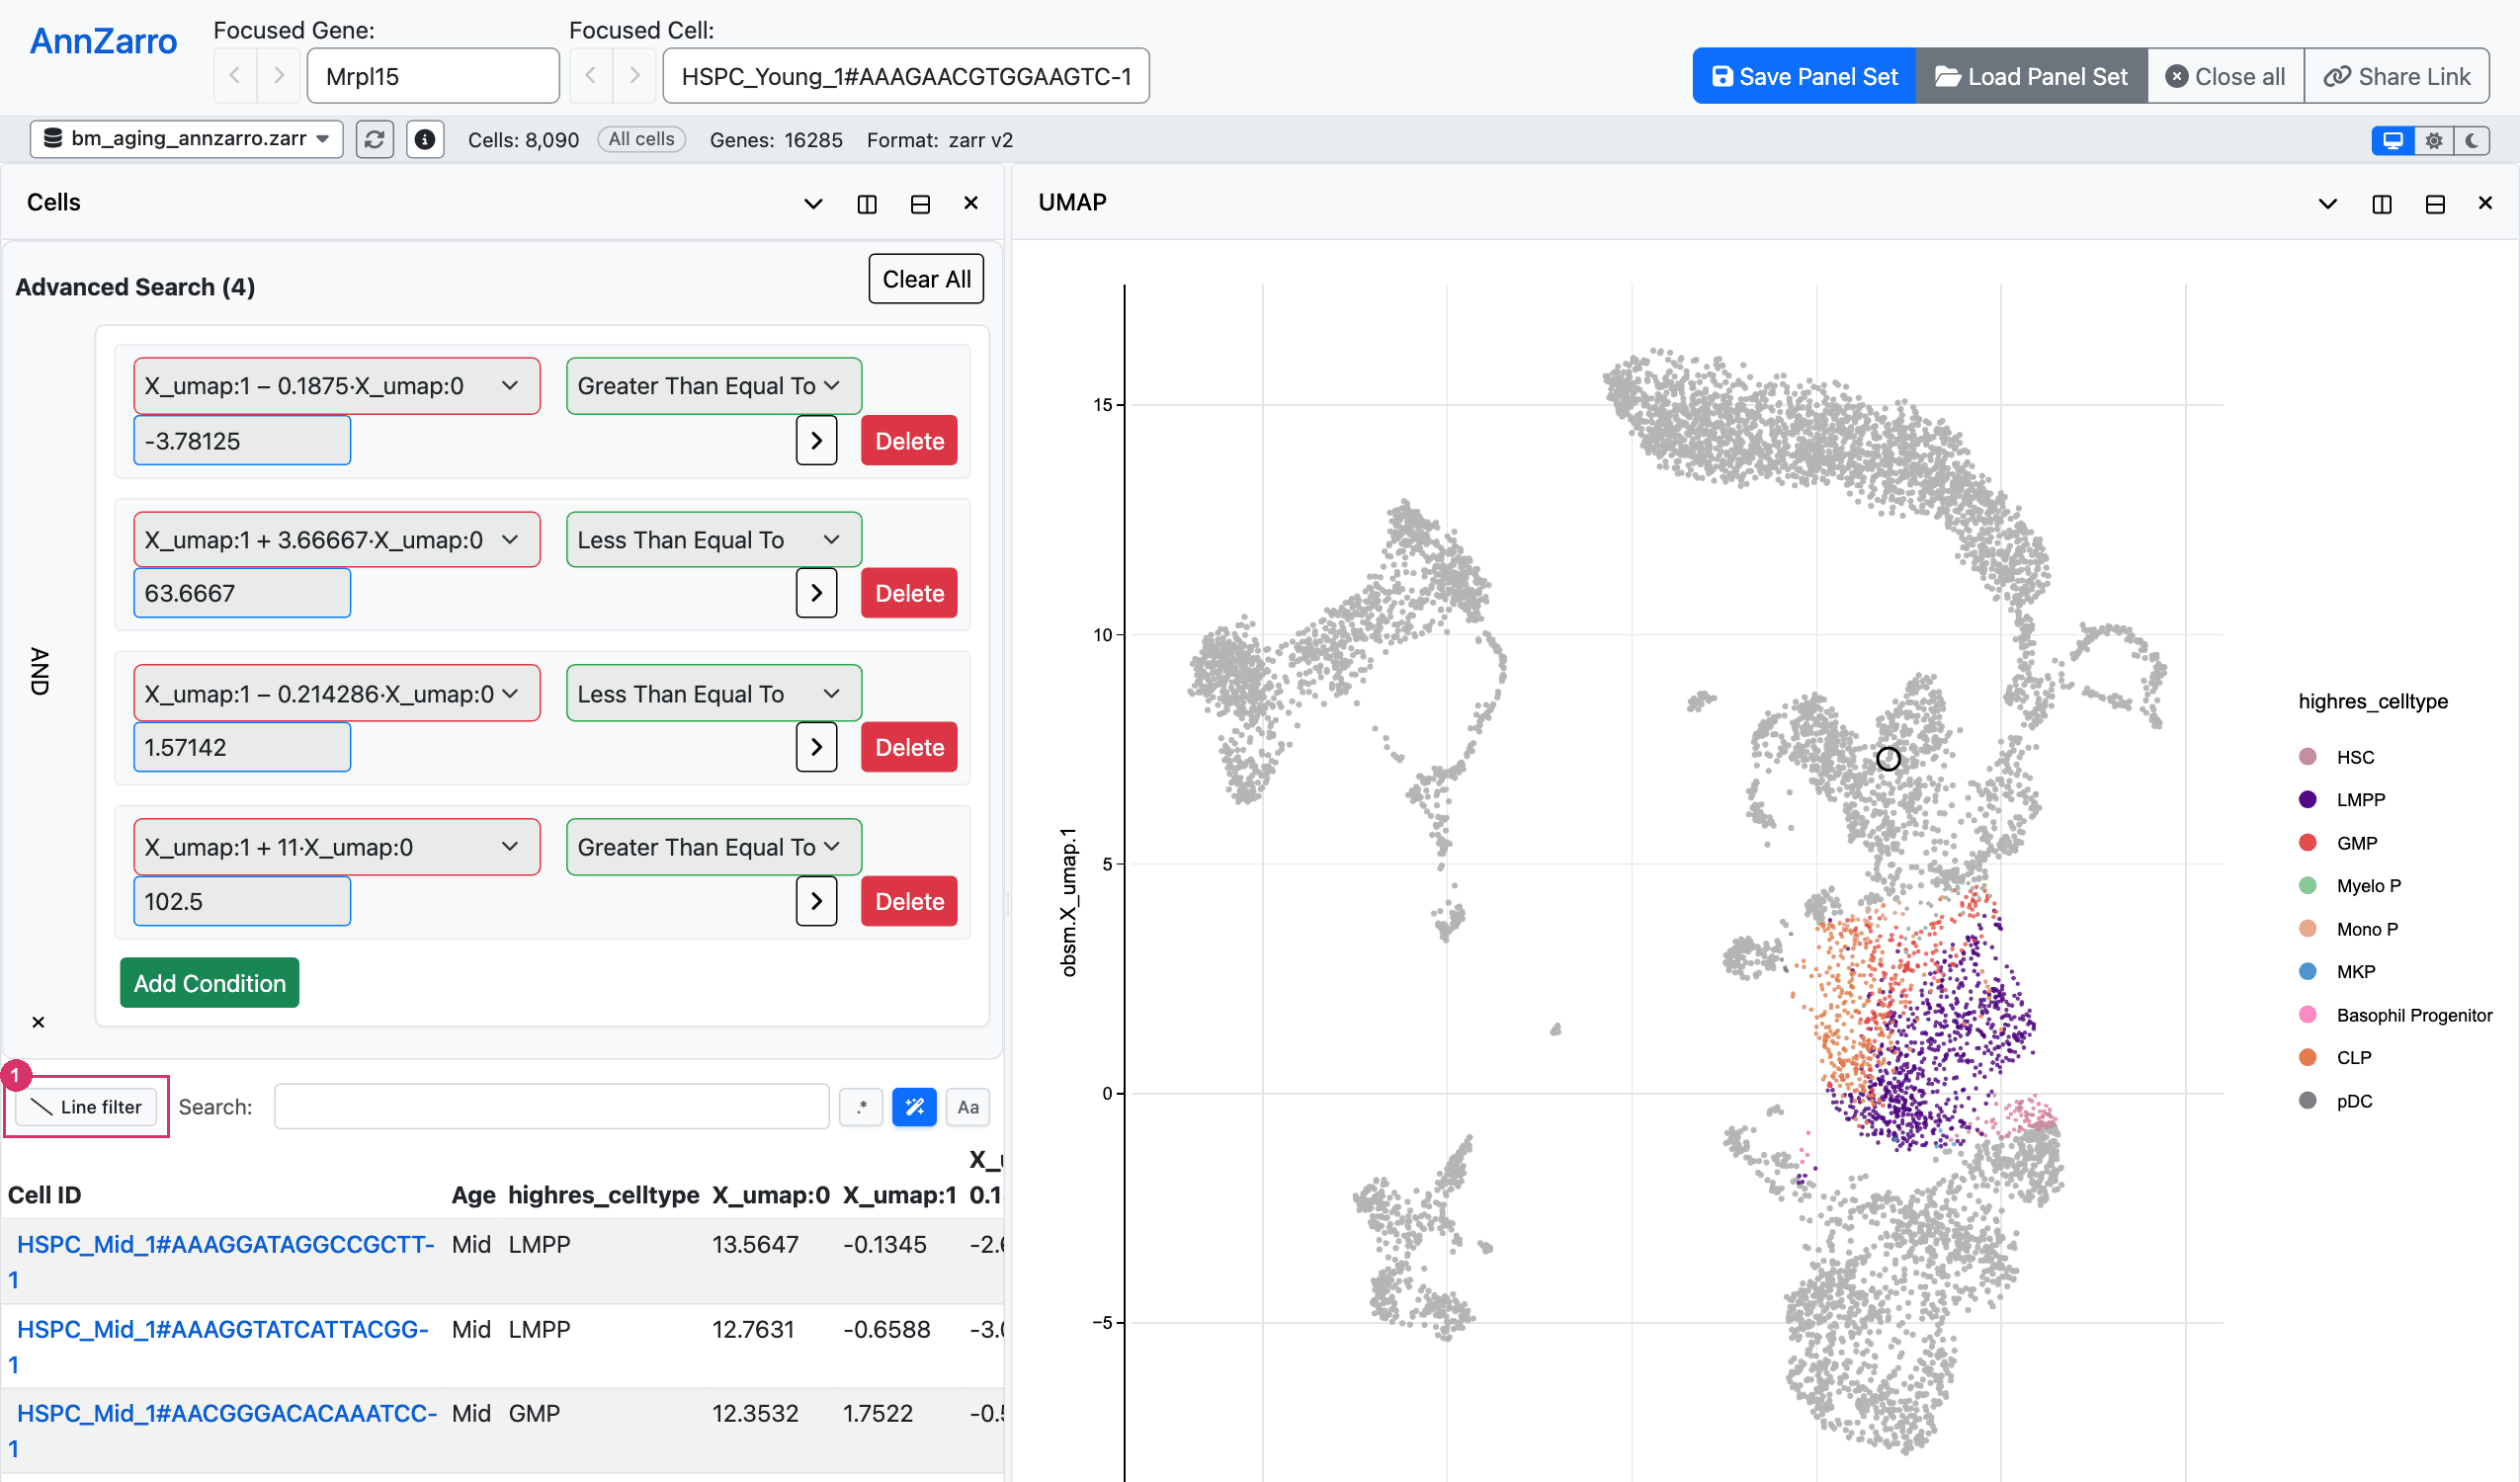 AnnZarro
Focused Gene:
Mrpl15
Focused Cell:
HSPC_Young_1#AAAGAACGTGGAAGTC-1
Save Panel Set
Load Panel Set
Close all
Share Link
bm_aging_annzarro.zarr
Cells: 8,090
All cells
Genes: 16285
Format: zarr v2
Cells
Advanced Search (4)
Clear All
AND
X_umap:1 – 0.1875·X_umap:0
Greater Than Equal To
-3.78125
Delete
X_umap:1 + 3.66667·X_umap:0
Less Than Equal To
63.6667
Delete
X_umap:1 – 0.214286·X_umap:0
Less Than Equal To
1.57142
Delete
X_umap:1 + 11·X_umap:0
Greater Than Equal To
102.5
Delete
Add Condition
1
Line filter
Search:
.*
Aa
Cell ID
Age
highres_celltype
X_umap:0
X_umap:1
0.1
HSPC_Mid_1#AAAGGATAGGCCGCTT-
1
Mid
LMPP
13.5647
-0.1345
HSPC_Mid_1#AAAGGTATCATTACGG-
1
Mid
LMPP
12.7631
-0.6588
HSPC_Mid_1#AACGGGACACAAATCC-
1
Mid
GMP
12.3532
1.7522
UMAP
obsm.X_umap.1
15
10
5
0
−5
highres_celltype
HSC
LMPP
GMP
Myelo P
Mono P
MKP
Basophil Progenitor
CLP
pDC